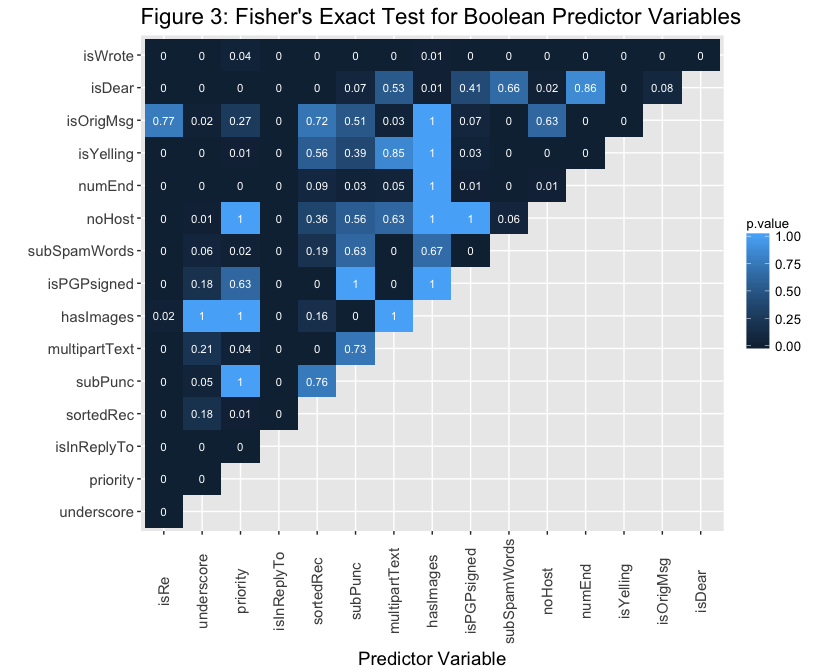 Figure 3: Fisher's Exact Test for Boolean Predictor Variables
isWrote 0 0 0.04 0 0 0 0 0.01 0 0 0 0 0 0 0
isDear 0 0 0 0 0 0.07 0.53 0.01 0.41 0.66 0.02 0.86 0 0.08
isOrigMsg 0.77 0.02 0.27 0 0.72 0.51 0.03 1 0.07 0 0.63 0 0
isYelling 0 0 0.01 0 0.56 0.39 0.85 1 0.03 0 0 0
numEnd 0 0 0 0 0.09 0.03 0.05 1 0.01 0 0.01
noHost 0 0.01 1 0 0.36 0.56 0.63 1 1 0.06
subSpamWords 0 0.06 0.02 0 0.19 0.63 0 0.67 0
isPGPsigned 0 0.18 0.63 0 0 1 0 1
hasImages 0.02 1 1 0 0.16 0 1
multipartText 0 0.21 0.04 0 0 0.73
subPunc 0 0.05 1 0 0.76
sortedRec 0 0.18 0.01 0
isInReplyTo 0 0 0
priority 0 0
underscore 0
isRe underscore priority isInReplyTo sortedRec subPunc multipartText hasImages isPGPsigned subSpamWords noHost numEnd isYelling isOrigMsg isDear
Predictor Variable
p.value
1.00
0.75
0.50
0.25
0.00